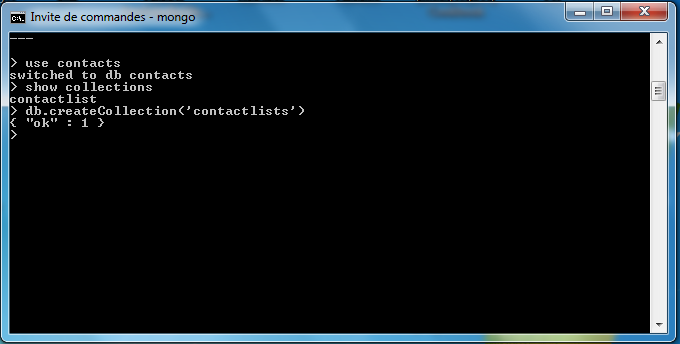 C:\.
Invite de commandes - mongo
---
> use contacts
switched to db contacts
> show collections
contactlist
> db.createCollection('contactlists')
{ "ok" : 1 }
>